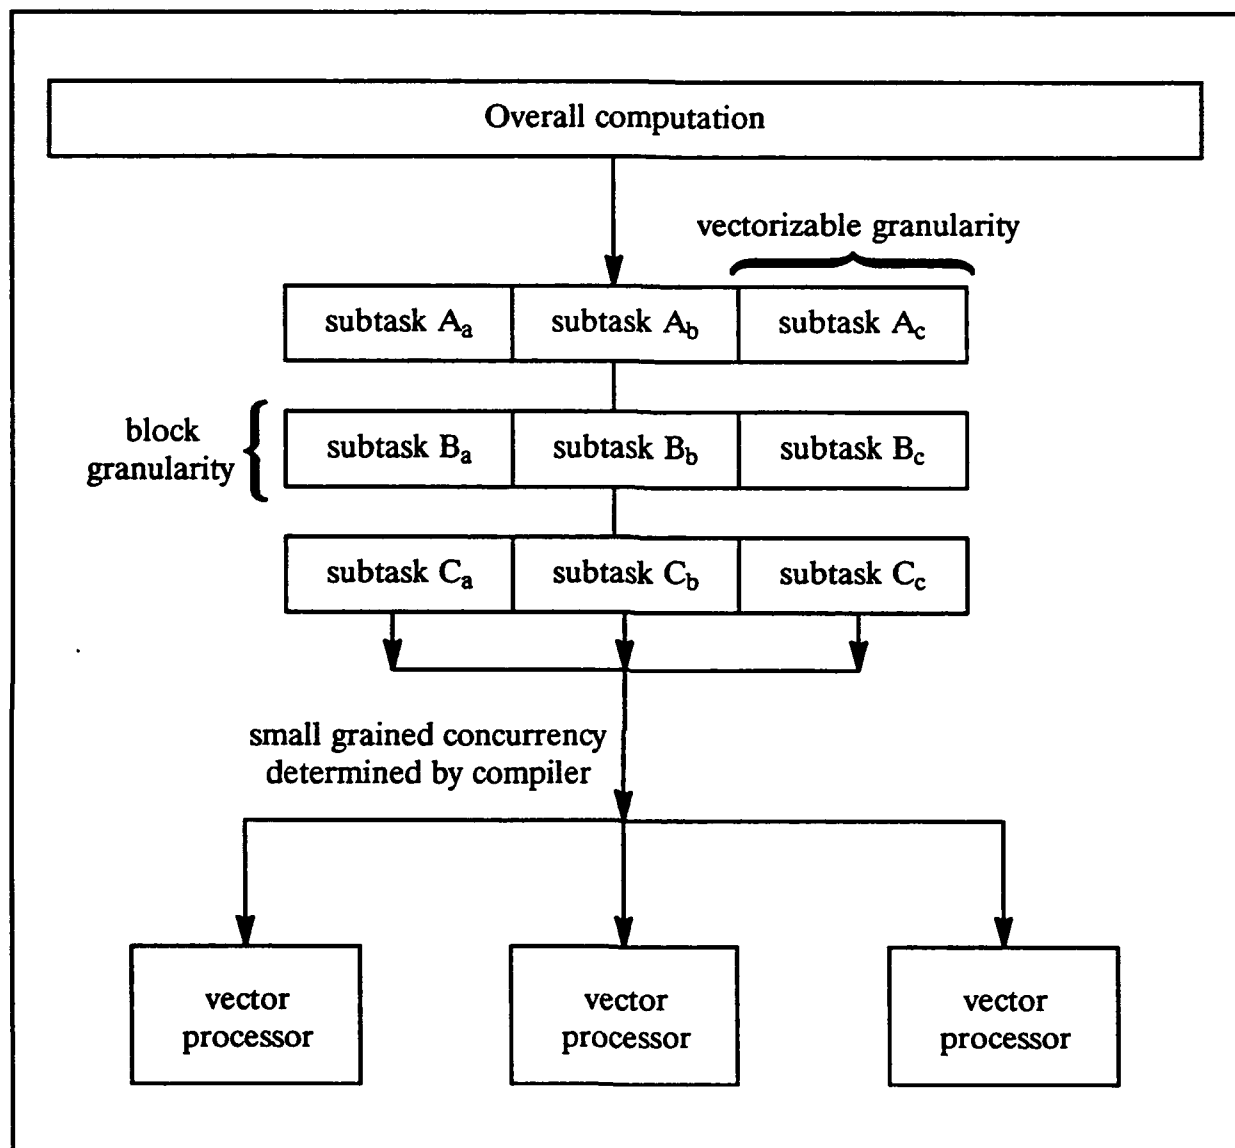 Overall computation
vectorizable granularity
subtask Aa subtask Ab subtask Ac
block
granularity
subtask Ba subtask Bb subtask Bc
subtask Ca subtask Cb subtask Cc
small grained concurrency
determined by compiler
vector
processor
vector
processor
vector
processor